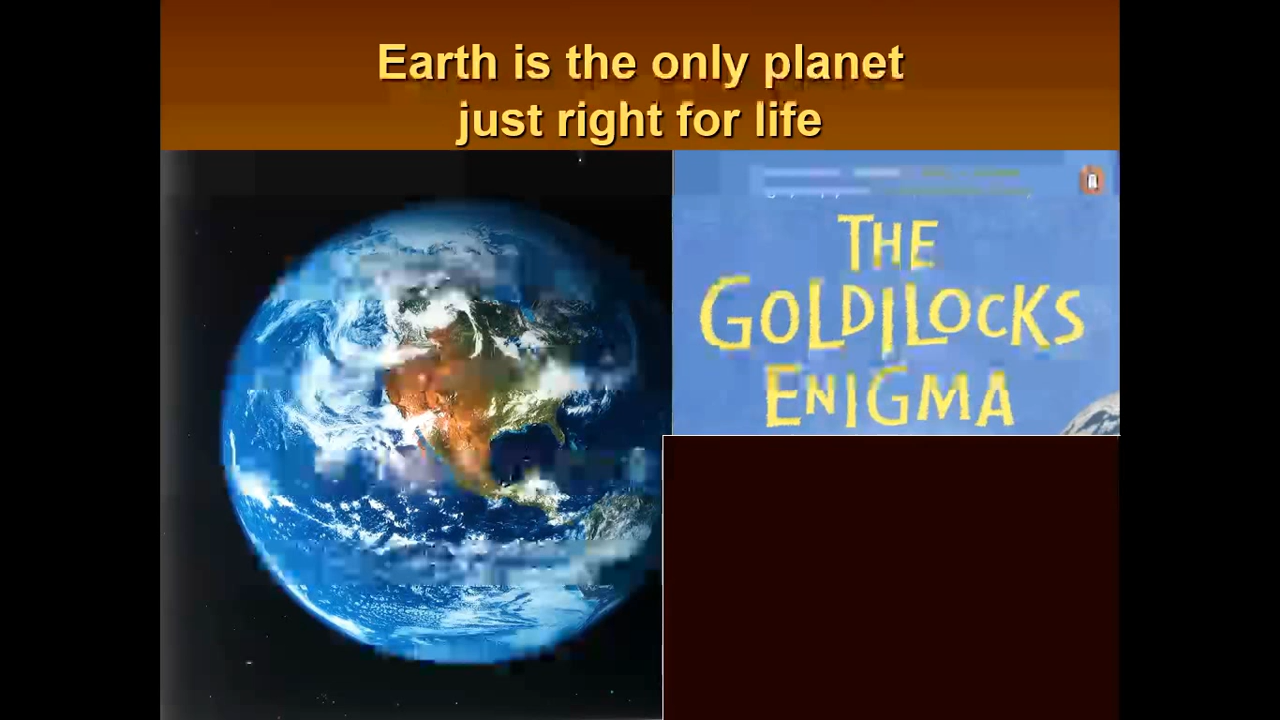 Earth is the only planet
just right for life
THE
GOLDILOCKS
ENIGMA